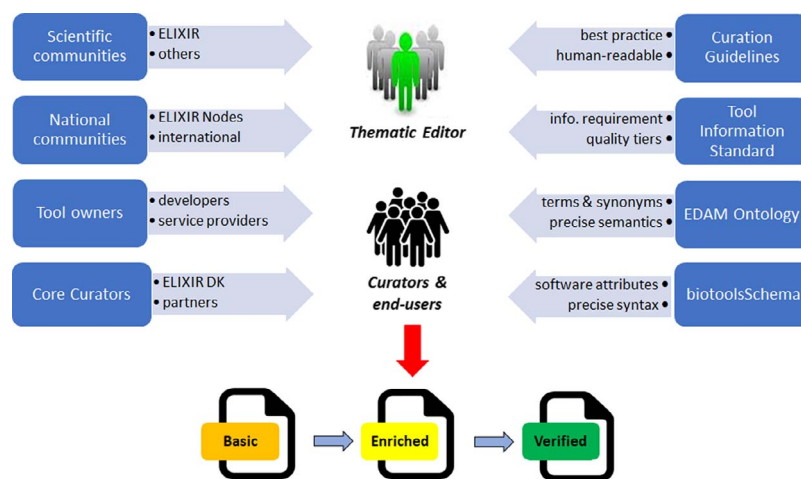 Scientific
communities
• ELIXIR
• others
best practice •
human-readable •
Curation
Guidelines
Thematic Editor
National
communities
• ELIXIR Nodes
• international
info. requirement •
quality tiers •
Tool
Information
Standard
Tool owners
• developers
• service providers
terms & synonyms •
precise semantics •
EDAM Ontology
Core Curators
• ELIXIR DK
• partners
Curators &
end-users
software attributes •
precise syntax •
biotoolsSchema
Basic
Enriched
Verified